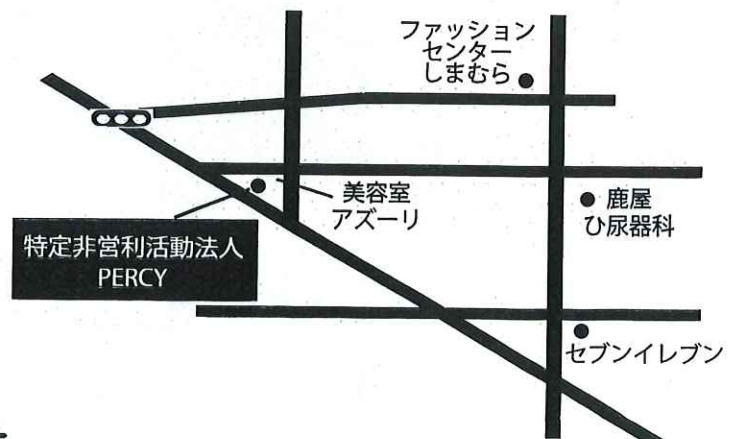 ファッション
センター
しまむら
美容室
アズーリ
鹿屋
ひ尿器科
特定非営利活動法人
PERCY
セブンイレブン